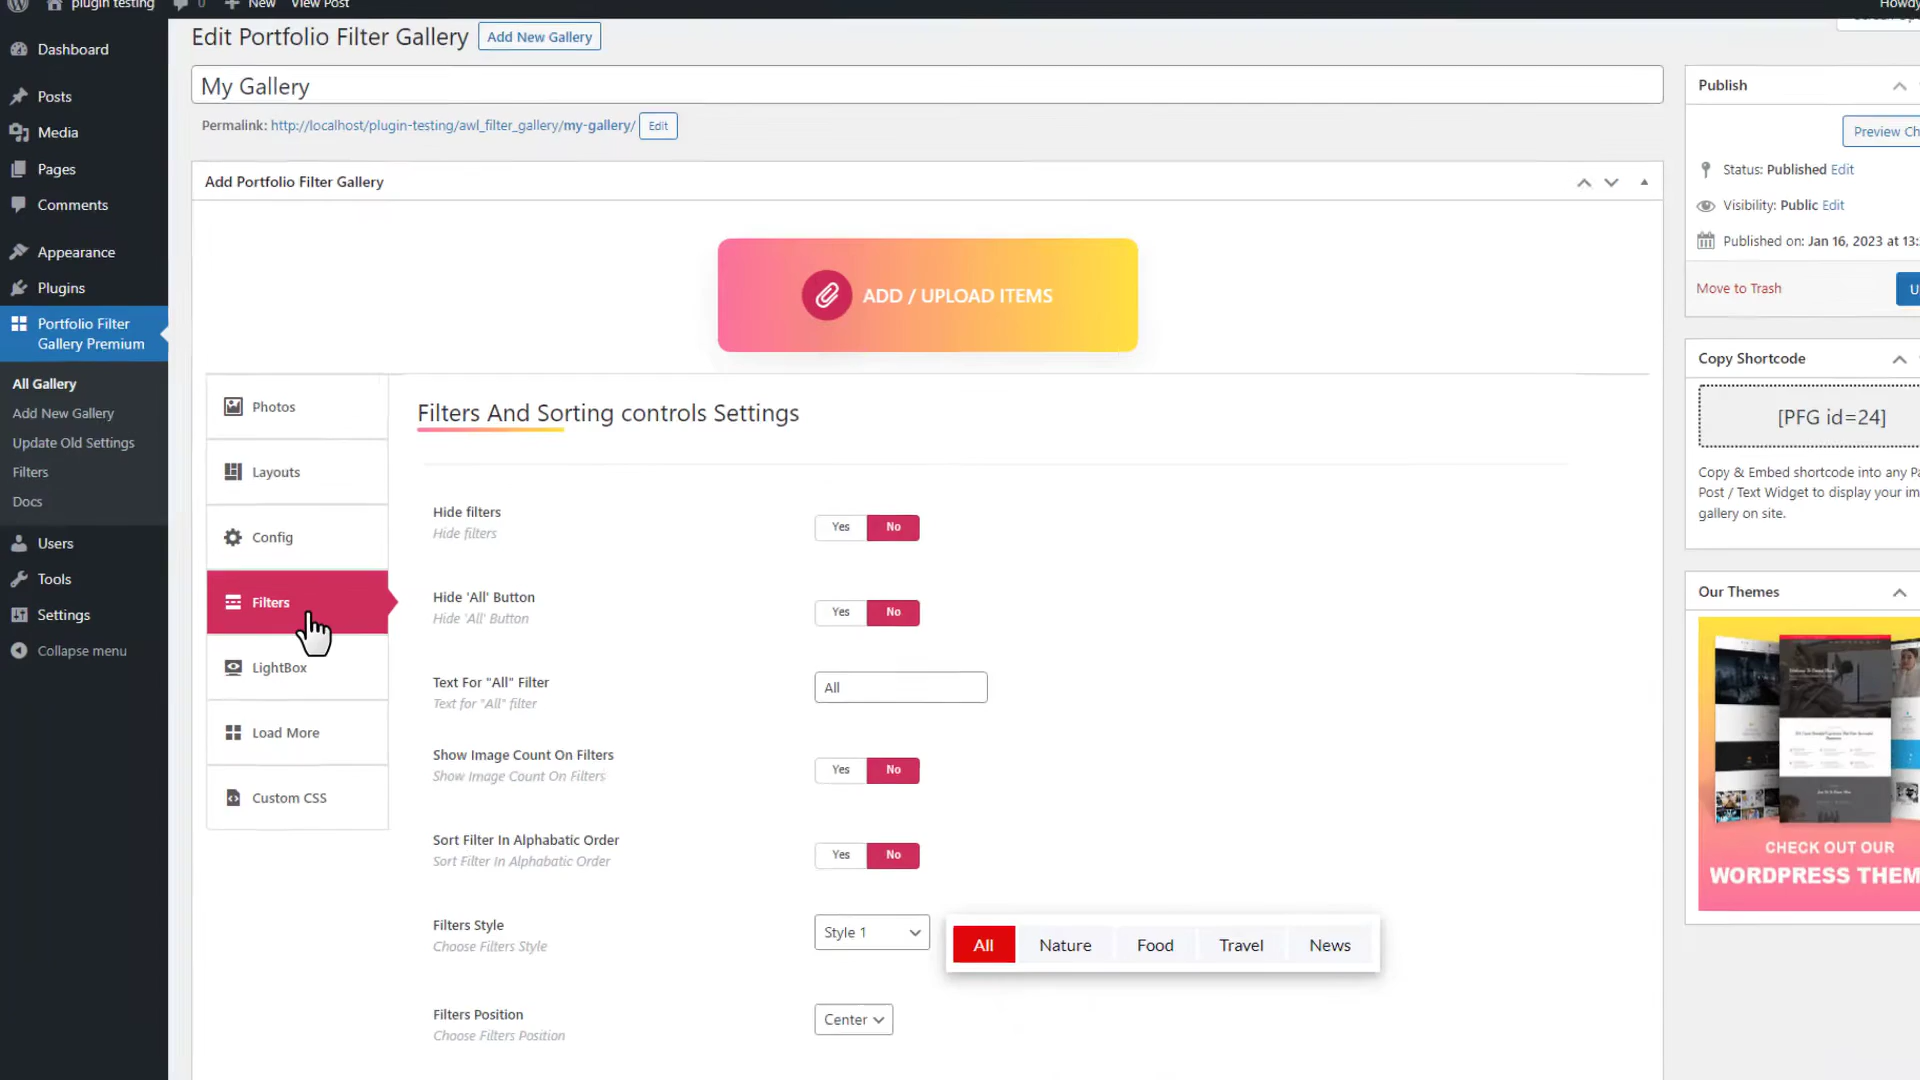 plugin testing
0
New
View Post
Howdy
Dashboard
Posts
Media
Pages
Comments
Appearance
Plugins
Portfolio Filter
Gallery Premium
All Gallery
Add New Gallery
Update Old Settings
Filters
Docs
Users
Tools
Settings
Collapse menu
Edit Portfolio Filter Gallery
Add New Gallery
My Gallery
Permalink: http://localhost/plugin-testing/awl_filter_gallery/my-gallery/ Edit
Add Portfolio Filter Gallery
ADD / UPLOAD ITEMS
Photos
Layouts
Config
Filters
LightBox
Load More
Custom CSS
Filters And Sorting controls Settings
Hide filters
Hide filters
Yes No
Hide 'All' Button
Hide 'All' Button
Yes No
Text For "All" Filter
Text for "All" filter
All
Show Image Count On Filters
Show Image Count On Filters
Yes No
Sort Filter In Alphabatic Order
Sort Filter In Alphabatic Order
Yes No
Filters Style
Choose Filters Style
Style 1
All Nature Food Travel News
Filters Position
Choose Filters Position
Center
Publish
Preview Ch
Status: Published Edit
Visibility: Public Edit
Published on: Jan 16, 2023 at 13:
Move to Trash
U
Copy Shortcode
[PFG id=24]
Copy & Embed shortcode into any Pa
Post / Text Widget to display your im
gallery on site.
Our Themes
CHECK OUT OUR
WORDPRESS THEM